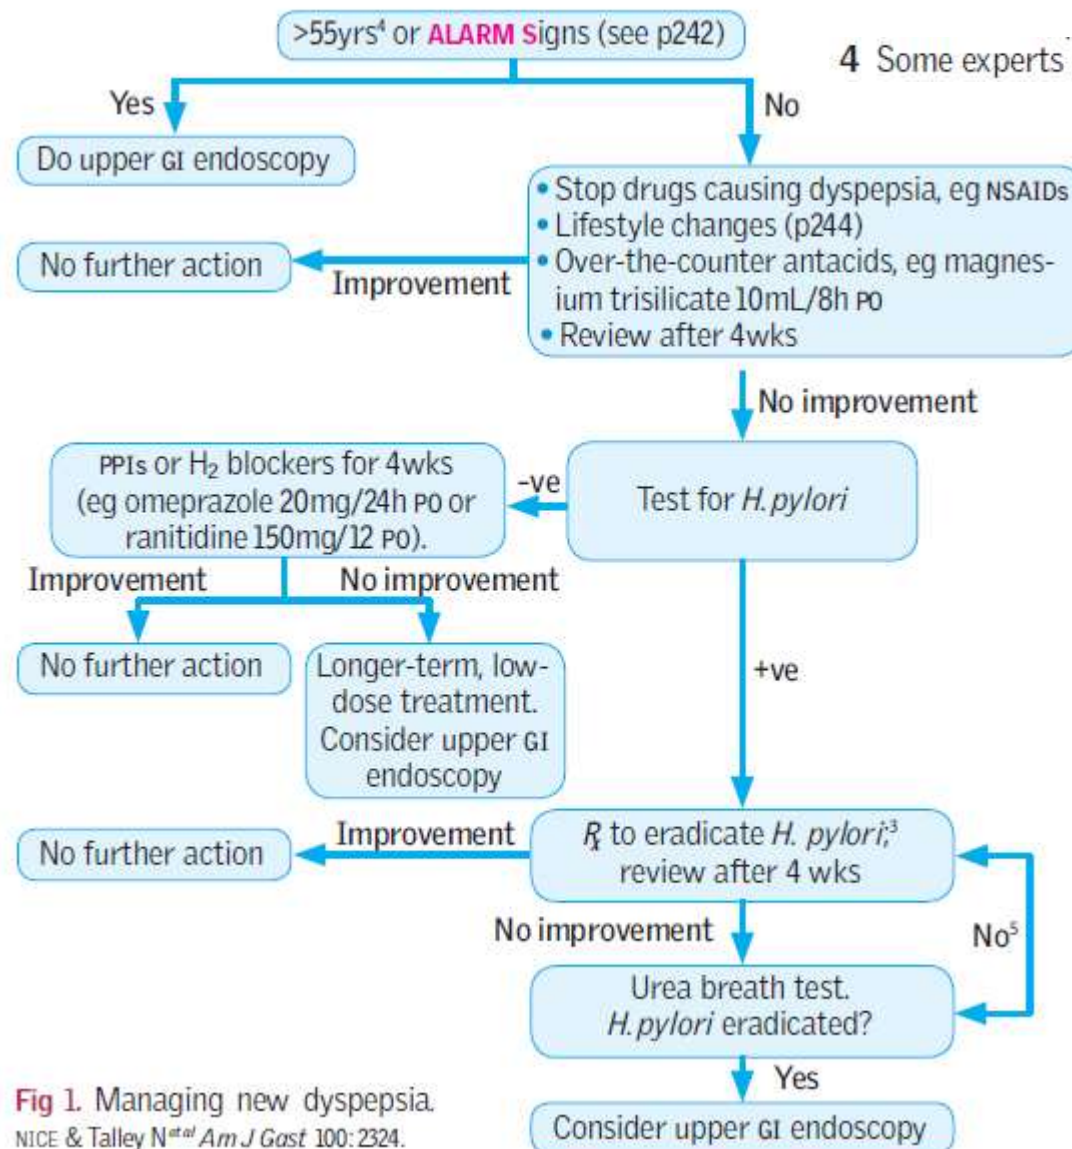 >55yrs⁴ or ALARM Signs (see p242)
4 Some experts
Yes
No
Do upper GI endoscopy
• Stop drugs causing dyspepsia, eg NSAIDs
• Lifestyle changes (p244)
• Over-the-counter antacids, eg magnes-
ium trisilicate 10mL/8h PO
• Review after 4wks
No further action
Improvement
No improvement
PPIs or H₂ blockers for 4wks
(eg omeprazole 20mg/24h PO or
ranitidine 150mg/12 PO).
-ve
Test for H. pylori
Improvement
No improvement
No further action
Longer-term, low-
dose treatment.
Consider upper GI
endoscopy
+ve
No further action
Improvement
℞ to eradicate H. pylori;³
review after 4 wks
No improvement
No⁵
Urea breath test.
H. pylori eradicated?
Yes
Consider upper GI endoscopy
Fig 1. Managing new dyspepsia.
NICE & Talley N et al Am J Gast 100: 2324.